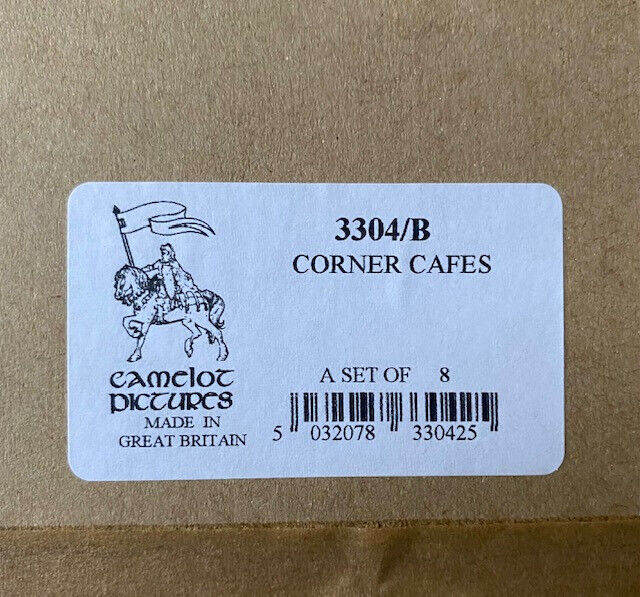 3304/B
CORNER CAFES
A SET OF 8
camelot
pictures
MADE IN
GREAT BRITAIN
5 032078 330425